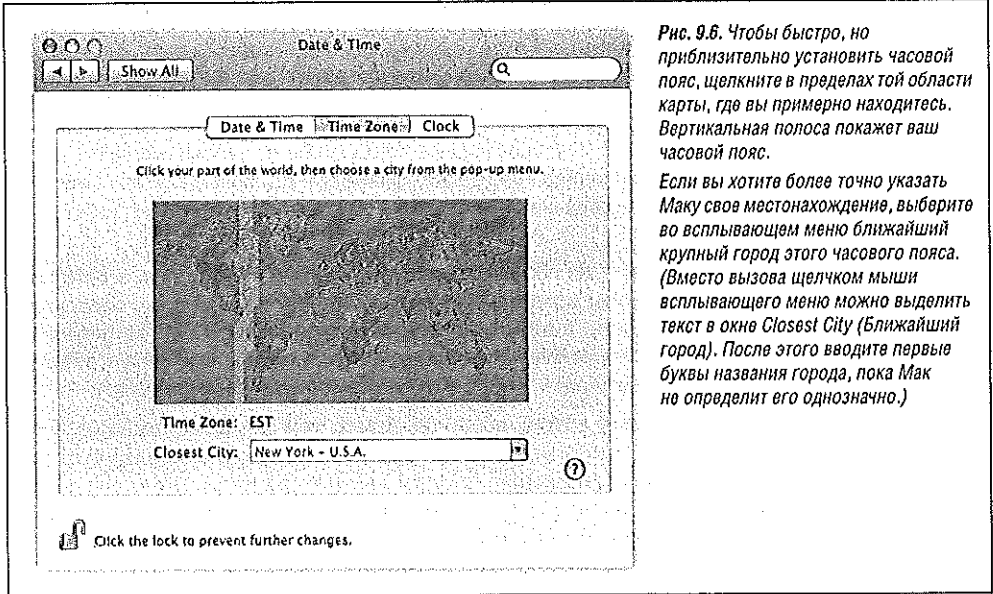 Date & Time
Show All
Date & Time Time Zone Clock
Click your part of the world, then choose a city from the pop-up menu.
Time Zone: EST
Closest City: New York - U.S.A.
?
Click the lock to prevent further changes.
Рис. 9.6. Чтобы быстро, но
приблизительно установить часовой
пояс, щелкните в пределах той области
карты, где вы примерно находитесь.
Вертикальная полоса покажет ваш
часовой пояс.
Если вы хотите более точно указать
Маку свое местонахождение, выберите
во всплывающем меню ближайший
крупный город этого часового пояса.
(Вместо вызова щелчком мыши
всплывающего меню можно выделить
текст в окне Closest City (Ближайший
город). После этого вводите первые
буквы названия города, пока Мак
не определит его однозначно.)